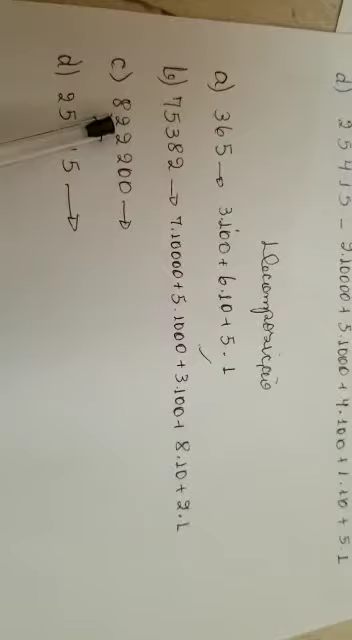 d) 25415 - 2.10000 + 5.1000 + 4.100 + 1.10 + 5.1
Decomposição
a) 365 → 3.100 + 6.10 + 5.1
b) 75382 → 7.10000 + 5.1000 + 3.100 + 8.10 + 2.1
c) 822200 →
d) 25 15 →